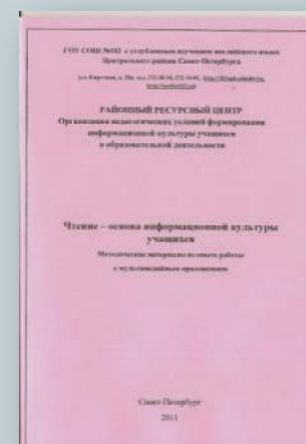 ГОУ СОШ №183 с углубленным изучением английского языка
Центрального района Санкт-Петербурга
РАЙОННЫЙ РЕСУРСНЫЙ ЦЕНТР
Организация педагогических условий формирования
информационной культуры учащихся
в образовательной деятельности
Чтение – основа информационной культуры
учащихся
Методические материалы из опыта работы
с мультимедийным приложением
Санкт-Петербург
2011